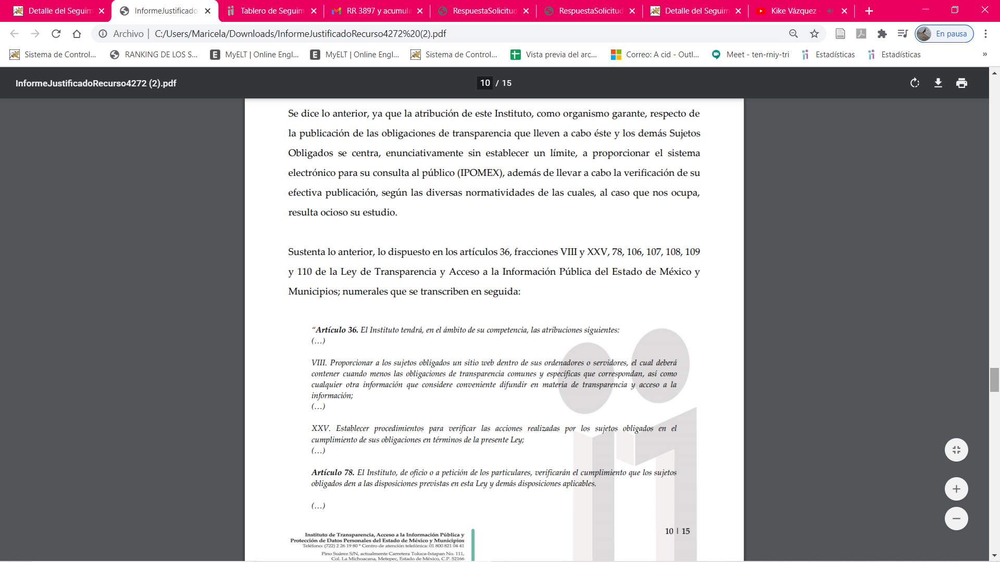 Detalle del Seguim
InformeJustificado
Tablero de Seguim
RR 3897 y acumula
RespuestaSolicitud
RespuestaSolicitud
Detalle del Seguim
Kike Vázquez -
Archivo
C:/Users/Maricela/Downloads/InformeJustificadoRecurso4272%20(2).pdf
En pausa
Sistema de Control...
RANKING DE LOS S...
MyELT | Online Engl...
MyELT | Online Engl...
Sistema de Control...
Vista previa del arc...
Correo: A cid - Outl...
Meet - ten-rniy-tri
Estadísticas
Estadísticas
»
InformeJustificadoRecurso4272 (2).pdf
10 / 15
Se dice lo anterior, ya que la atribución de este Instituto, como organismo garante, respecto de
la publicación de las obligaciones de transparencia que lleven a cabo éste y los demás Sujetos
Obligados se centra, enunciativamente sin establecer un límite, a proporcionar el sistema
electrónico para su consulta al público (IPOMEX), además de llevar a cabo la verificación de su
efectiva publicación, según las diversas normatividades de las cuales, al caso que nos ocupa,
resulta ocioso su estudio.
Sustenta lo anterior, lo dispuesto en los artículos 36, fracciones VIII y XXV, 78, 106, 107, 108, 109
y 110 de la Ley de Transparencia y Acceso a la Información Pública del Estado de México y
Municipios; numerales que se transcriben en seguida:
“Artículo 36. El Instituto tendrá, en el ámbito de su competencia, las atribuciones siguientes:
(…)
VIII. Proporcionar a los sujetos obligados un sitio web dentro de sus ordenadores o servidores, el cual deberá
contener cuando menos las obligaciones de transparencia comunes y específicas que correspondan, así como
cualquier otra información que considere conveniente difundir en materia de transparencia y acceso a la
información;
(…)
XXV. Establecer procedimientos para verificar las acciones realizadas por los sujetos obligados en el
cumplimiento de sus obligaciones en términos de la presente Ley;
(…)
Artículo 78. El Instituto, de oficio o a petición de los particulares, verificarán el cumplimiento que los sujetos
obligados den a las disposiciones previstas en esta Ley y demás disposiciones aplicables.
(…)
10 | 15
Instituto de Transparencia, Acceso a la Información Pública y
Protección de Datos Personales del Estado de México y Municipios
Teléfono: (722) 2 26 19 80 * Centro de atención telefónica: 01 800 821 04 41
Pino Suárez S/N, actualmente Carretera Toluca-Ixtapan No. 111,
Col. La Michoacana, Metepec, Estado de México, C.P. 52166